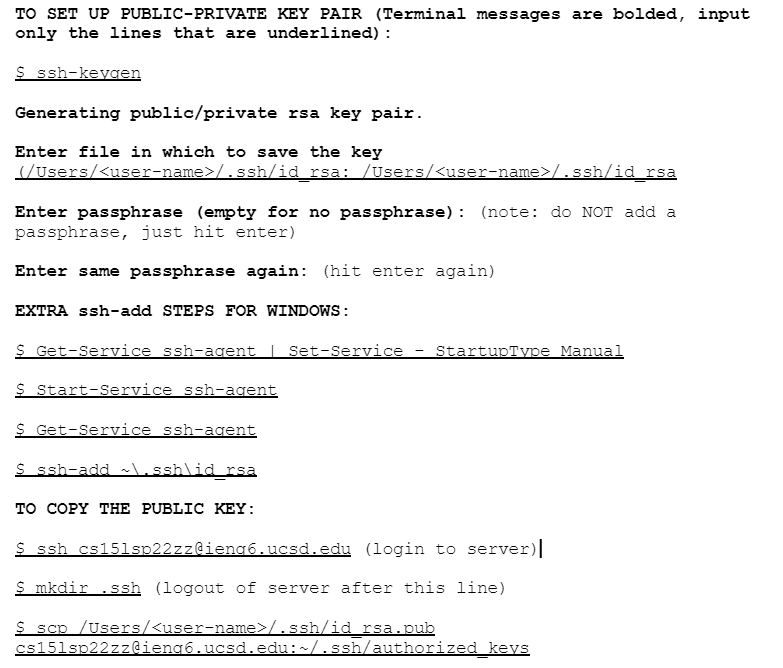 TO SET UP PUBLIC-PRIVATE KEY PAIR (Terminal messages are bolded, input
only the lines that are underlined):
$ ssh-keygen
Generating public/private rsa key pair.
Enter file in which to save the key
(/Users/<user-name>/.ssh/id_rsa: /Users/<user-name>/.ssh/id_rsa
Enter passphrase (empty for no passphrase): (note: do NOT add a
passphrase, just hit enter)
Enter same passphrase again: (hit enter again)
EXTRA ssh-add STEPS FOR WINDOWS:
$ Get-Service ssh-agent | Set-Service - StartupType Manual
$ Start-Service ssh-agent
$ Get-Service ssh-agent
$ ssh-add ~\.ssh\id_rsa
TO COPY THE PUBLIC KEY:
$ ssh cs15lsp22zz@ieng6.ucsd.edu (login to server)
$ mkdir .ssh (logout of server after this line)
$ scp /Users/<user-name>/.ssh/id_rsa.pub
cs15lsp22zz@ieng6.ucsd.edu:~/.ssh/authorized_keys